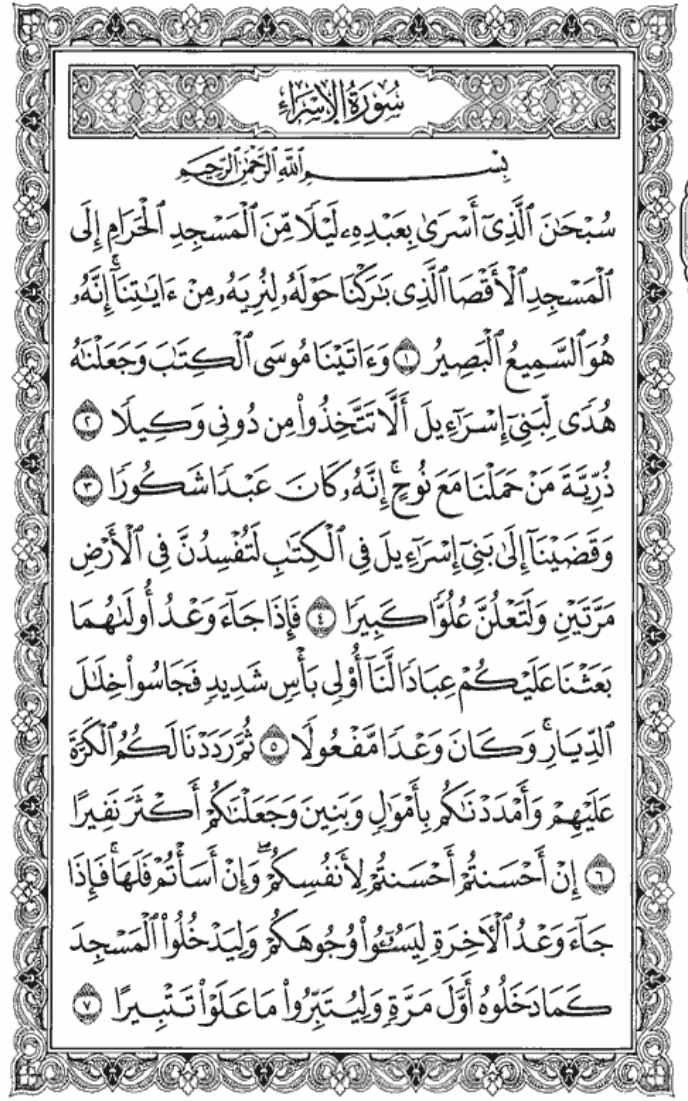 سُورَةُ الإِسْرَاءِ
بِسْمِ ٱللَّهِ ٱلرَّحْمَٰنِ ٱلرَّحِيمِ
سُبْحَٰنَ ٱلَّذِىٓ أَسْرَىٰ بِعَبْدِهِۦ لَيْلًا مِّنَ ٱلْمَسْجِدِ ٱلْحَرَامِ إِلَى
ٱلْمَسْجِدِ ٱلْأَقْصَا ٱلَّذِى بَٰرَكْنَا حَوْلَهُۥ لِنُرِيَهُۥ مِنْ ءَايَٰتِنَآ ۚ إِنَّهُۥ
هُوَ ٱلسَّمِيعُ ٱلْبَصِيرُ ١ وَءَاتَيْنَا مُوسَى ٱلْكِتَٰبَ وَجَعَلْنَٰهُ
هُدًى لِّبَنِىٓ إِسْرَٰٓءِيلَ أَلَّا تَتَّخِذُوا۟ مِن دُونِى وَكِيلًا ٢
ذُرِّيَّةَ مَنْ حَمَلْنَا مَعَ نُوحٍ ۚ إِنَّهُۥ كَانَ عَبْدًا شَكُورًا ٣
وَقَضَيْنَآ إِلَىٰ بَنِىٓ إِسْرَٰٓءِيلَ فِى ٱلْكِتَٰبِ لَتُفْسِدُنَّ فِى ٱلْأَرْضِ
مَرَّتَيْنِ وَلَتَعْلُنَّ عُلُوًّا كَبِيرًا ٤ فَإِذَا جَآءَ وَعْدُ أُولَىٰهُمَا
بَعَثْنَا عَلَيْكُمْ عِبَادًا لَّنَآ أُو۟لِى بَأْسٍ شَدِيدٍ فَجَاسُوا۟ خِلَٰلَ
ٱلدِّيَارِ ۚ وَكَانَ وَعْدًا مَّفْعُولًا ٥ ثُمَّ رَدَدْنَا لَكُمُ ٱلْكَرَّةَ
عَلَيْهِمْ وَأَمْدَدْنَٰكُم بِأَمْوَٰلٍ وَبَنِينَ وَجَعَلْنَٰكُمْ أَكْثَرَ نَفِيرًا
٦ إِنْ أَحْسَنتُمْ أَحْسَنتُمْ لِأَنفُسِكُمْ ۖ وَإِنْ أَسَأْتُمْ فَلَهَا ۚ فَإِذَا
جَآءَ وَعْدُ ٱلْـَٔاخِرَةِ لِيَسُۥٓـُٔوا۟ وُجُوهَكُمْ وَلِيَدْخُلُوا۟ ٱلْمَسْجِدَ
كَمَا دَخَلُوهُ أَوَّلَ مَرَّةٍ وَلِيُتَبِّرُوا۟ مَا عَلَوْا۟ تَتْبِيرًا ٧